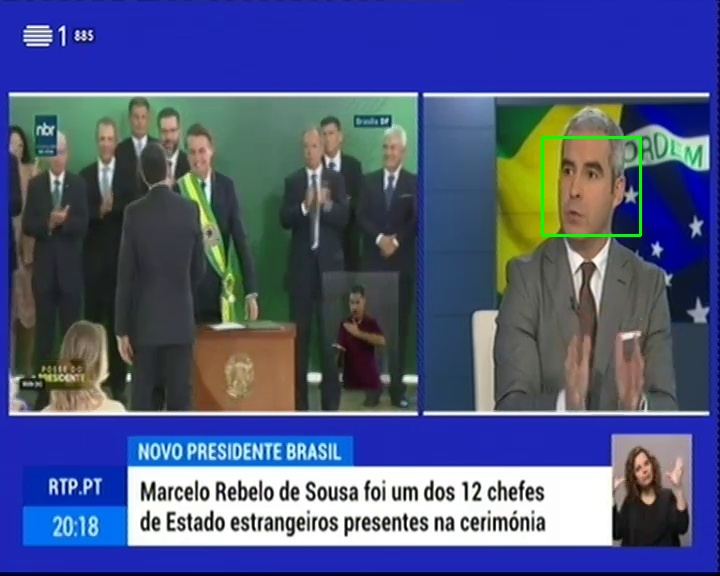 1 885
nbr
Brasília DF
ORDEM
POSSE DO
PRESIDENTE
NOVO PRESIDENTE BRASIL
RTP.PT
Marcelo Rebelo de Sousa foi um dos 12 chefes
20:18
de Estado estrangeiros presentes na cerimónia